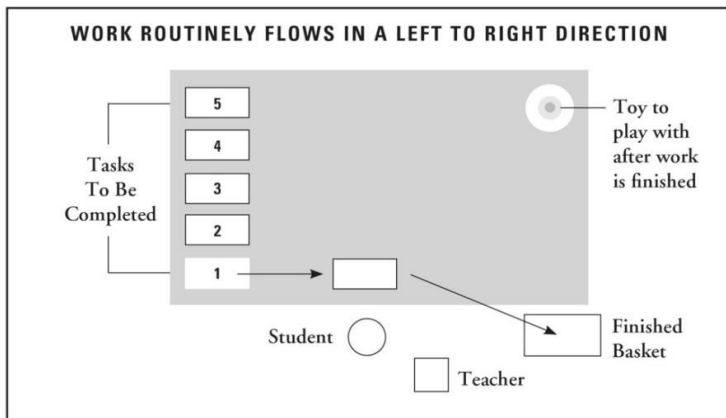 WORK ROUTINELY FLOWS IN A LEFT TO RIGHT DIRECTION
5
4
3
2
1
Tasks
To Be
Completed
Toy to
play with
after work
is finished
Student
Teacher
Finished
Basket